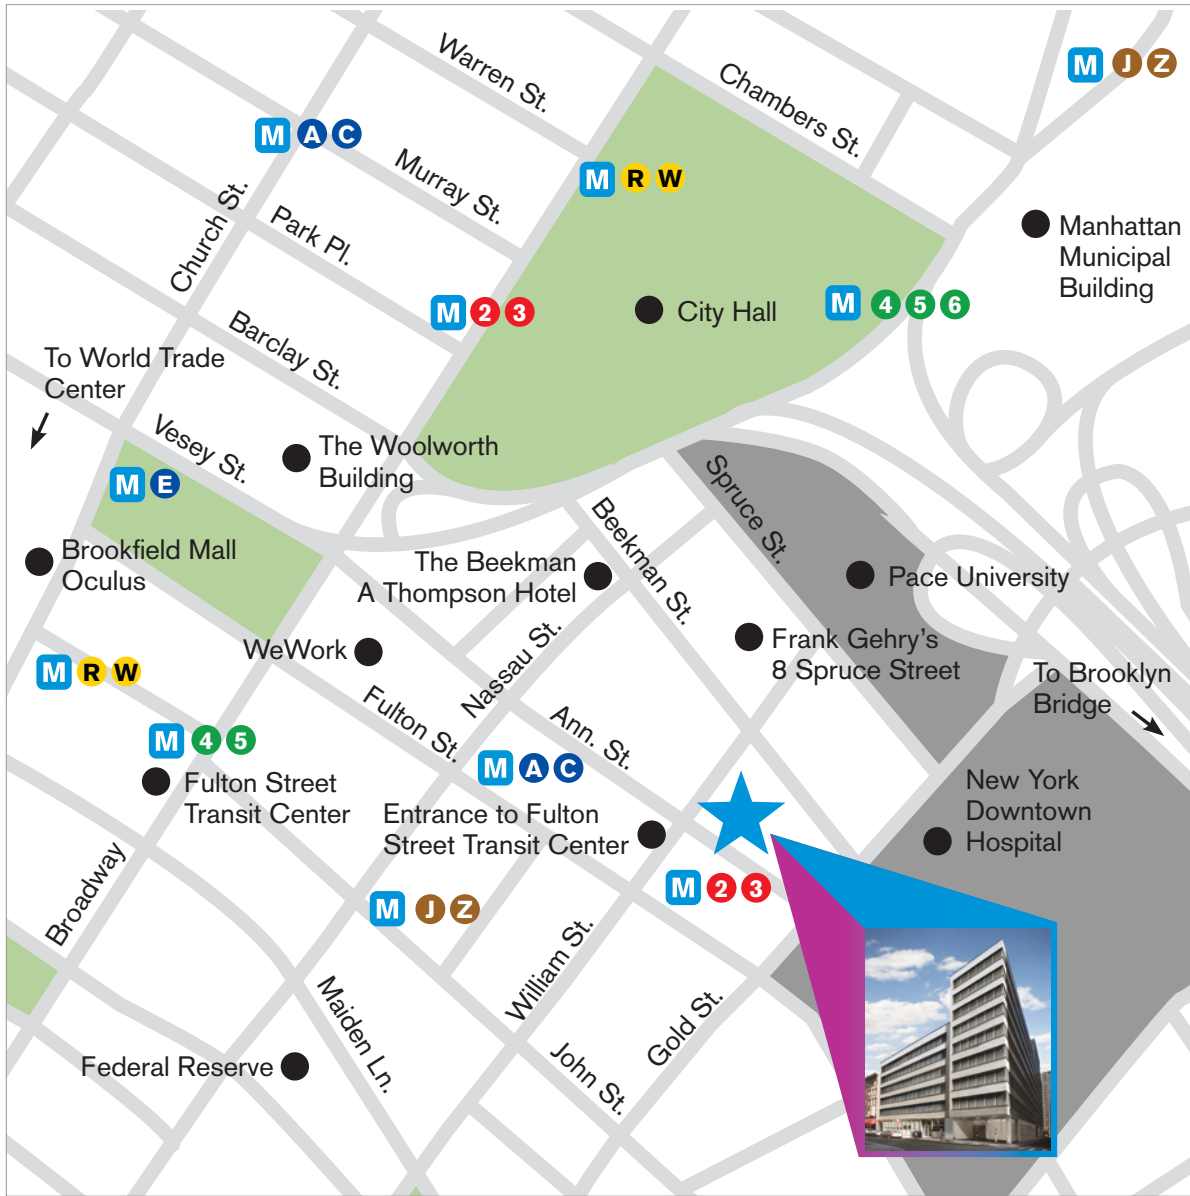 Warren St.
Chambers St.
M J Z
M A C
Murray St.
M R W
Church St.
Park Pl.
Manhattan
Municipal
Building
M 2 3
City Hall
M 4 5 6
Barclay St.
To World Trade
Center
Vesey St.
The Woolworth
Building
M E
Spruce St.
Beekman St.
Brookfield Mall
Oculus
The Beekman
A Thompson Hotel
Pace University
WeWork
Nassau St.
Frank Gehry's
8 Spruce Street
To Brooklyn
Bridge
M R W
Fulton St.
Ann. St.
M 4 5
M A C
Fulton Street
Transit Center
Entrance to Fulton
Street Transit Center
New York
Downtown
Hospital
Broadway
M 2 3
M J Z
William St.
Maiden Ln.
Gold St.
John St.
Federal Reserve